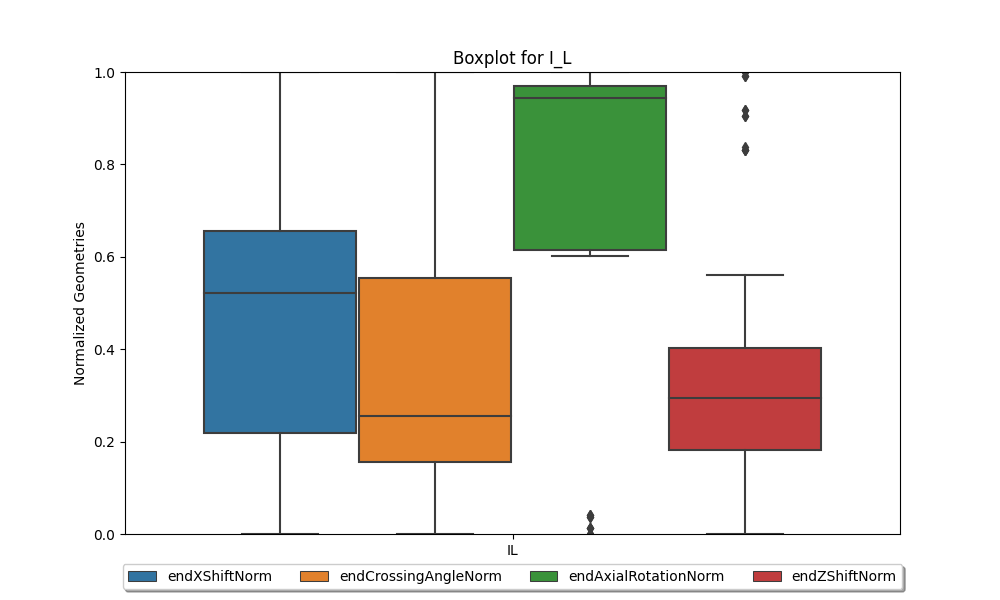 Boxplot for I_L
Normalized Geometries
1.0
0.8
0.6
0.4
0.2
0.0
IL
endXShiftNorm endCrossingAngleNorm endAxialRotationNorm endZShiftNorm